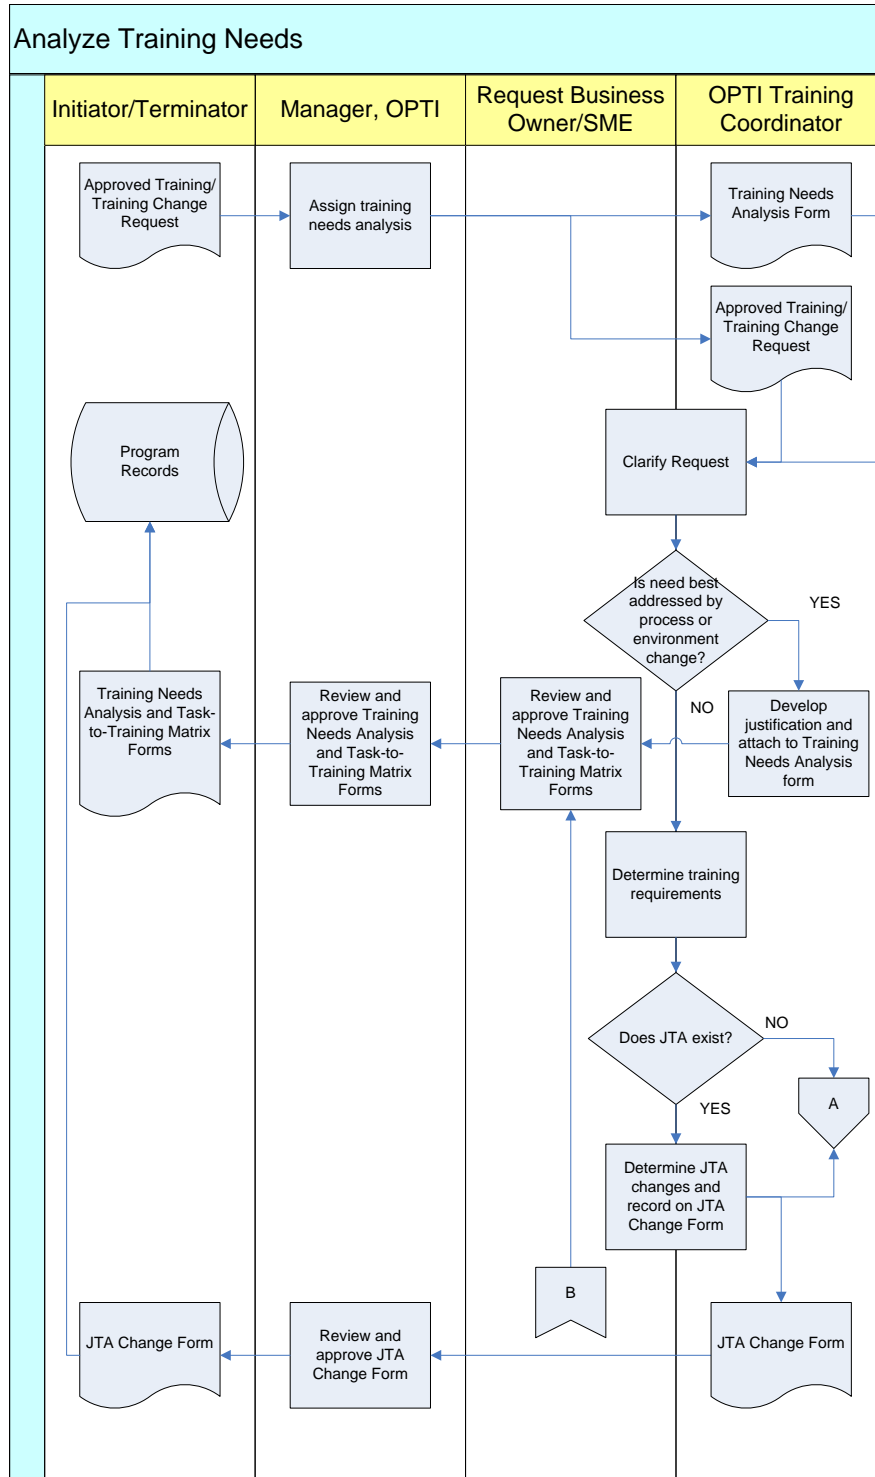 Analyze Training Needs
Initiator/Terminator
Manager, OPTI
Request Business
Owner/SME
OPTI Training
Coordinator
Approved Training/
Training Change
Request
Assign training
needs analysis
Training Needs
Analysis Form
Approved Training/
Training Change
Request
Program
Records
Clarify Request
Is need best
addressed by
process or
environment
change?
YES
NO
Training Needs
Analysis and Task-
to-Training Matrix
Forms
Review and
approve Training
Needs Analysis
and Task-to-
Training Matrix
Forms
Review and
approve Training
Needs Analysis
and Task-to-
Training Matrix
Forms
Develop
justification and
attach to Training
Needs Analysis
form
Determine training
requirements
Does JTA exist?
NO
A
YES
Determine JTA
changes and
record on JTA
Change Form
B
JTA Change Form
Review and
approve JTA
Change Form
JTA Change Form